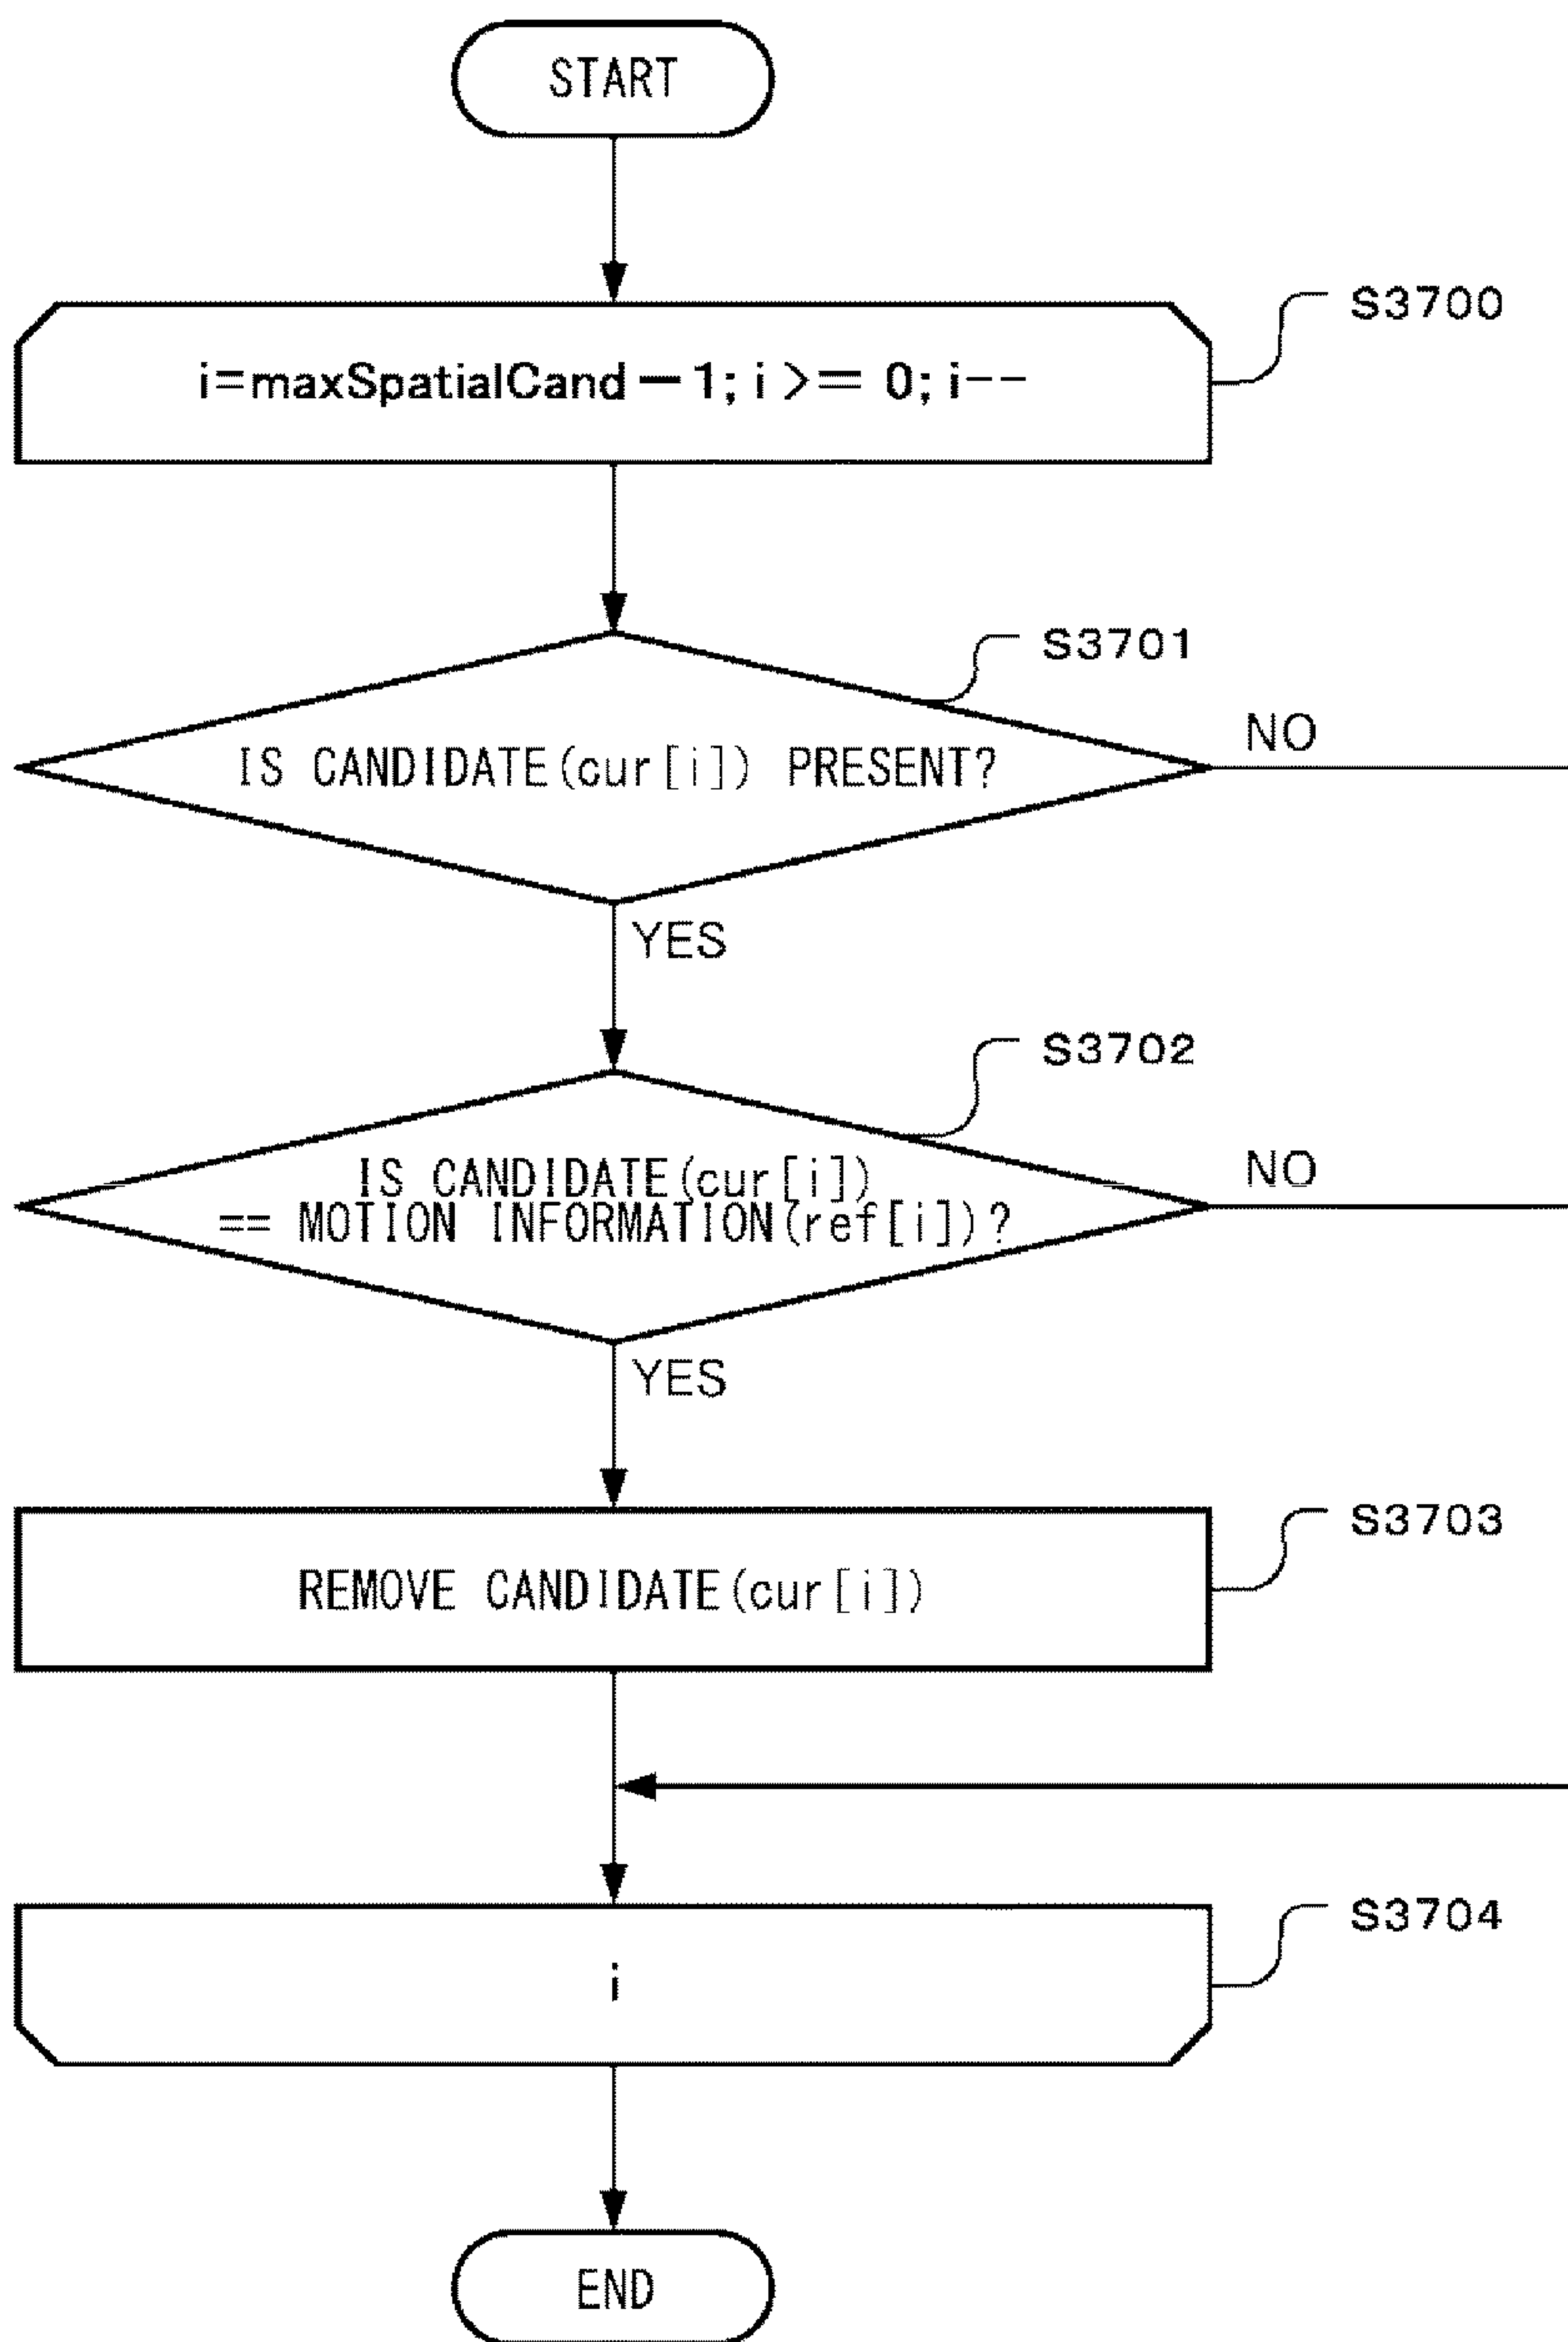 START
S3700
i=maxSpatialCand－1; i >= 0; i--
S3701
IS CANDIDATE(cur[i]) PRESENT?
NO
YES
S3702
IS CANDIDATE(cur[i])
== MOTION INFORMATION(ref[i])?
NO
YES
S3703
REMOVE CANDIDATE(cur[i])
S3704
i
END